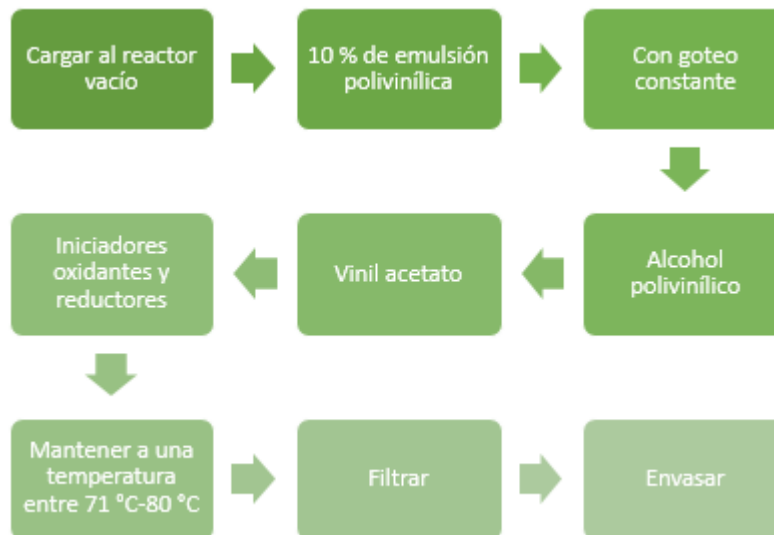 Cargar al reactor
vacío
10 % de emulsión
polivinílica
Con goteo
constante
Alcohol
polivinílico
Vinil acetato
Iniciadores
oxidantes y
reductores
Mantener a una
temperatura
entre 71 °C-80 °C
Filtrar
Envasar